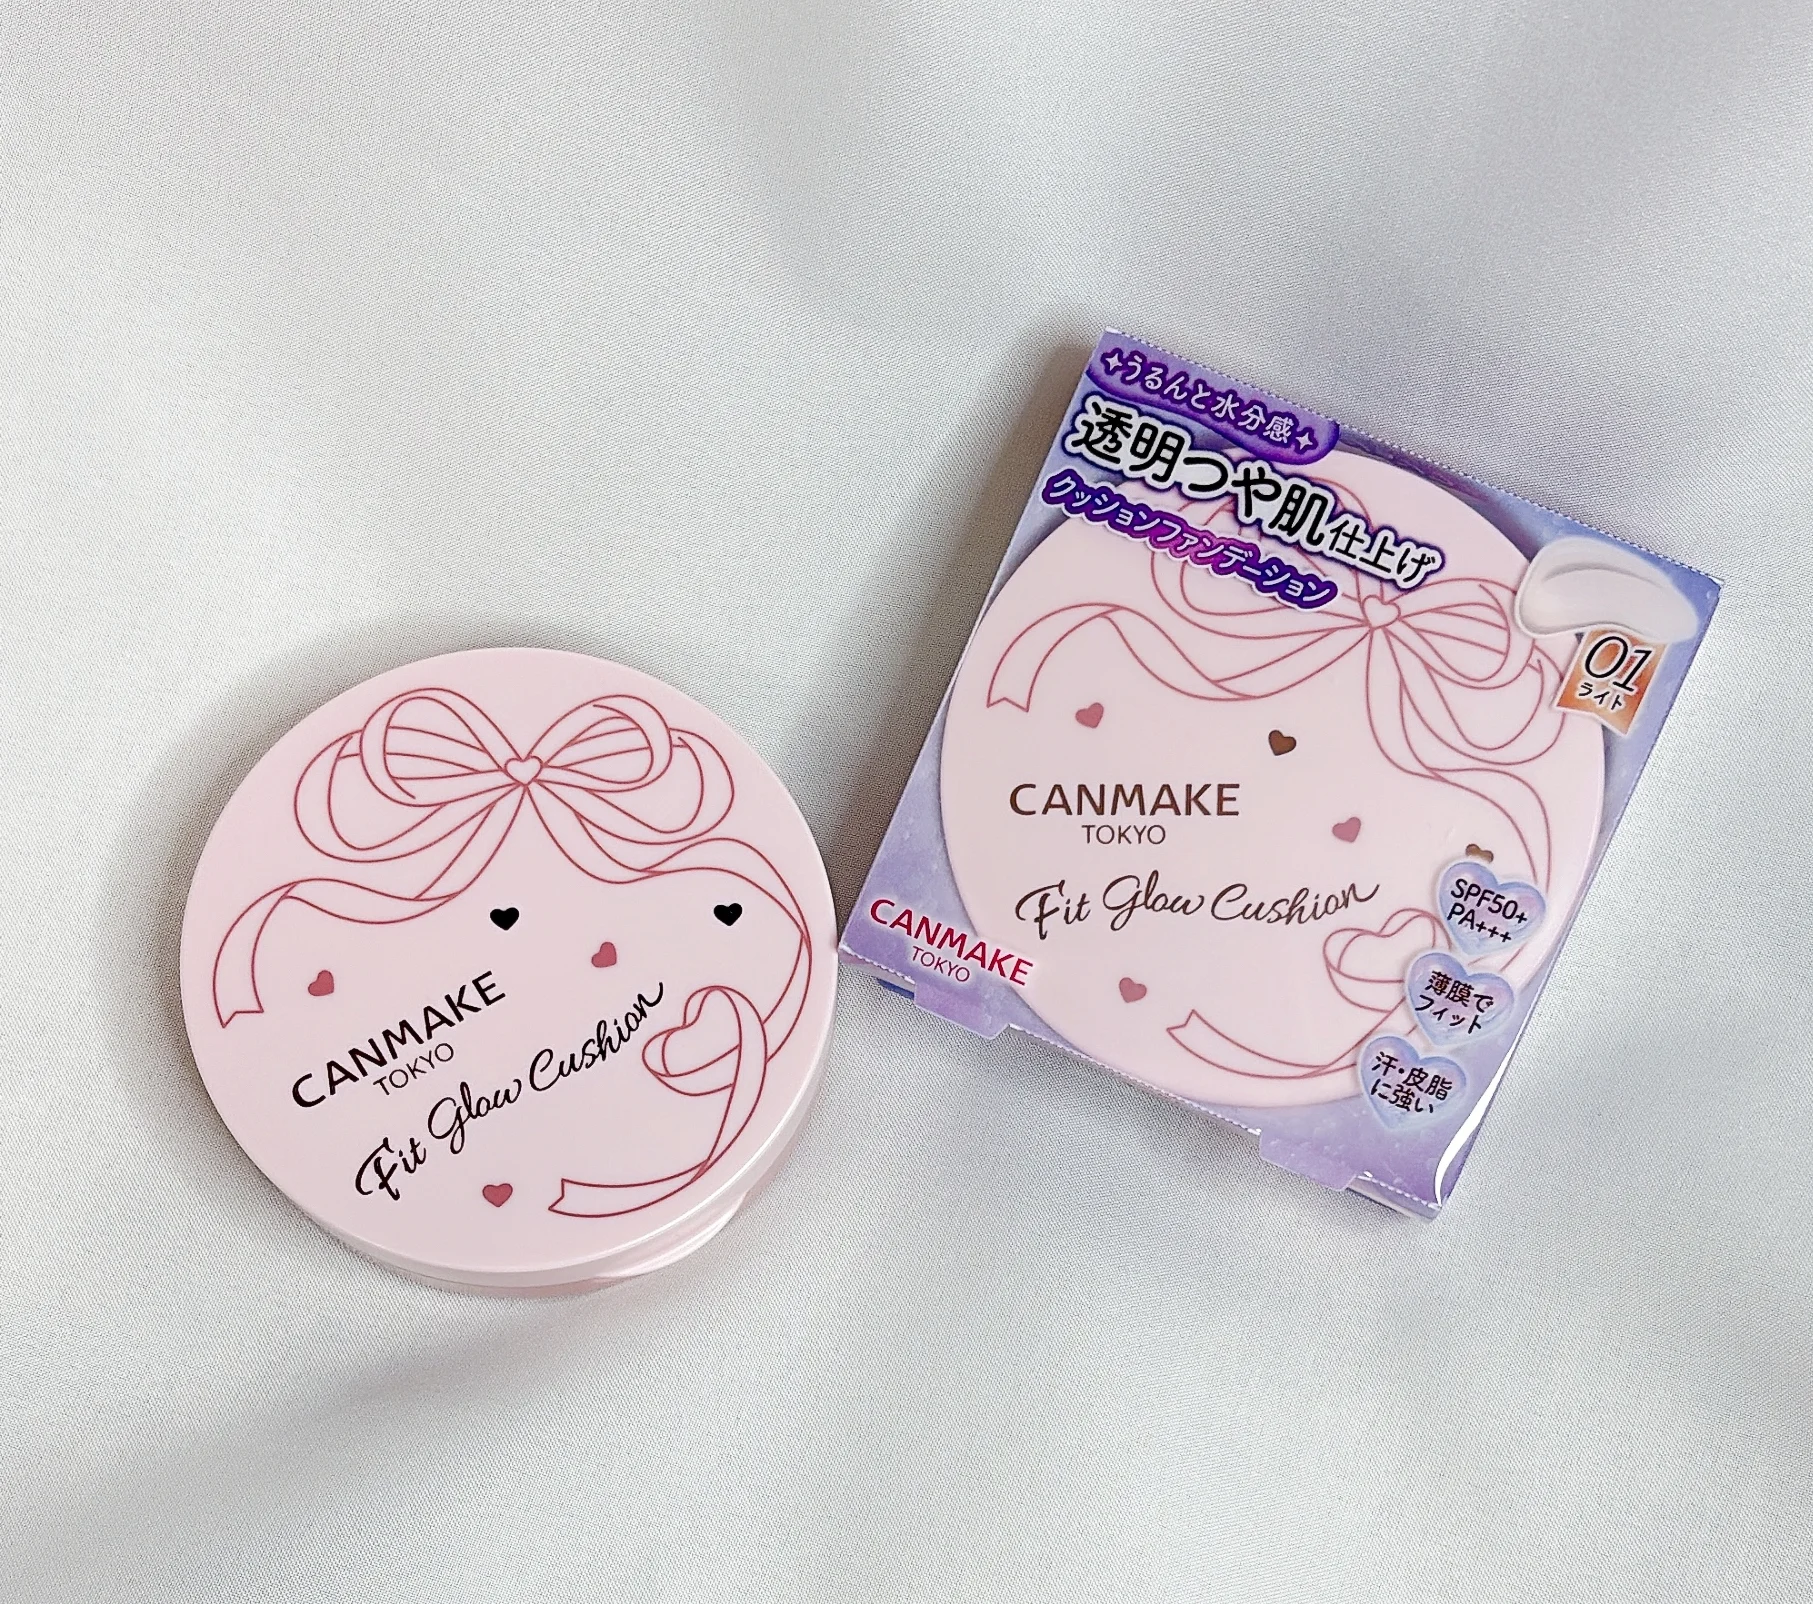 CANMAKE
TOKYO
Fit Glow Cushion
うるんと水分感
透明つや肌仕上げ
クッションファンデーション
01
ライト
CANMAKE
TOKYO
Fit Glow Cushion
SPF50+
PA+++
薄膜で
フィット
汗・皮脂
に強い
CANMAKE
TOKYO